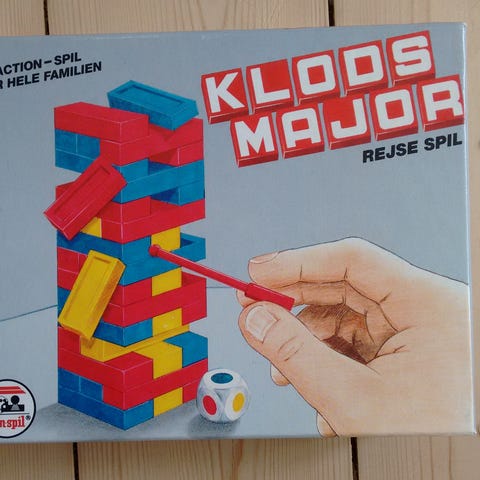 ACTION-SPIL
HELE FAMILIEN
KLODS
MAJOR
REJSE SPIL